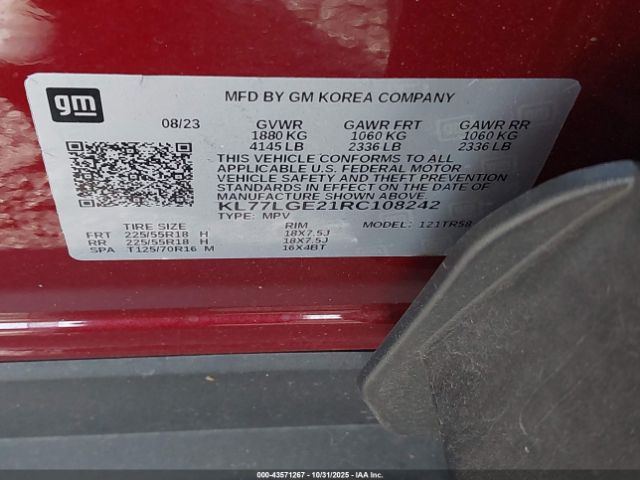 gm
MFD BY GM KOREA COMPANY
08/23 GVWR GAWR FRT GAWR RR
1880 KG 1060 KG 1060 KG
4145 LB 2336 LB 2336 LB
THIS VEHICLE CONFORMS TO ALL
APPLICABLE U.S. FEDERAL MOTOR
VEHICLE SAFETY AND THEFT PREVENTION
STANDARDS IN EFFECT ON THE DATE OF
MANUFACTURE SHOWN ABOVE.
KL77LGE21RC108242
TYPE: MPV MODEL: 121TR58
TIRE SIZE RIM
FRT 225/55R18 H 18X7.5J
RR 225/55R18 H 18X7.5J
SPA T125/70R16 M 16X4BT
000-43571267 - 10/31/2025 - IAAC, INC.